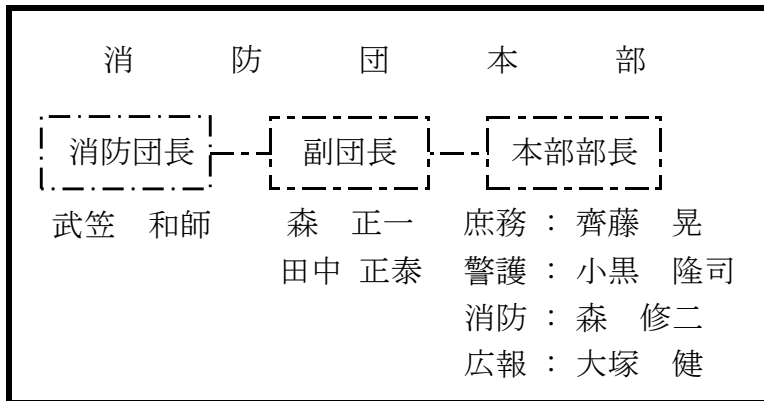 消防団本部
消防団長 副団長 本部部長
武笠 和師 森 正一 庶務：齊藤 晃
田中 正泰 警護：小黒 隆司
消防：森 修二
広報：大塚 健